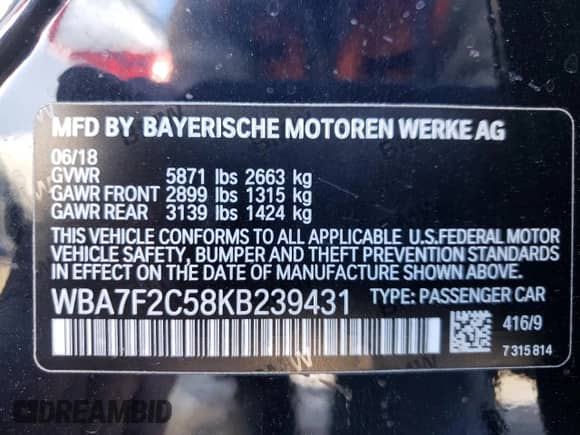 MFD BY BAYERISCHE MOTOREN WERKE AG
06/18
GVWR 5871 lbs 2663 kg
GAWR FRONT 2899 lbs 1315 kg
GAWR REAR 3139 lbs 1424 kg
THIS VEHICLE CONFORMS TO ALL APPLICABLE U.S.FEDERAL MOTOR
VEHICLE SAFETY, BUMPER AND THEFT PREVENTION STANDARDS
IN EFFECT ON THE DATE OF MANUFACTURE SHOWN ABOVE.
WBA7F2C58KB239431 TYPE: PASSENGER CAR
416/9
7 315 814
DREAMBID